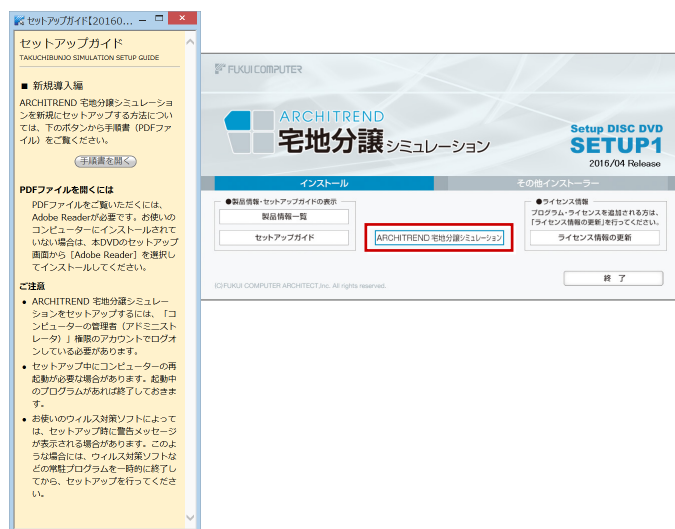 セットアップガイド【20160...
セットアップガイド
TAKUCHIBUNJO SIMULATION SETUP GUIDE
■ 新規導入編
ARCHITREND 宅地分譲シミュレーショ
ンを新規にセットアップする方法につい
ては、下のボタンから手順書（PDFファ
イル）をご覧ください。
手順書を開く
PDFファイルを開くには
PDFファイルをご覧いただくには、
Adobe Readerが必要です。お使いの
コンピューターにインストールされて
いない場合は、本DVDのセットアップ
画面から［Adobe Reader］を選択し
てインストールしてください。
ご注意
• ARCHITREND 宅地分譲シミュレー
ションをセットアップするには、「コ
ンピューターの管理者（アドミニスト
レータ）」権限のアカウントでログオ
ンしている必要があります。
• セットアップ中にコンピューターの再
起動が必要な場合があります。起動中
のプログラムがあれば終了しておきま
す。
• お使いのウィルス対策ソフトによって
は、セットアップ時に警告メッセージ
が表示される場合があります。このよ
うな場合には、ウィルス対策ソフトな
どの常駐プログラムを一時的に終了し
てから、セットアップを行ってくださ
い。
FUKUI COMPUTER
ARCHITREND
宅地分譲シミュレーション
Setup DISC DVD
SETUP1
2016/04 Release
インストール
その他インストーラー
●製品情報・セットアップガイドの表示
製品情報一覧
セットアップガイド
ARCHITREND 宅地分譲シミュレーション
●ライセンス情報
プログラム・ライセンスを追加される方は、
「ライセンス情報の更新」を行ってください。
ライセンス情報の更新
(C)FUKUI COMPUTER ARCHITECT,Inc. All rights reserved.
終 了